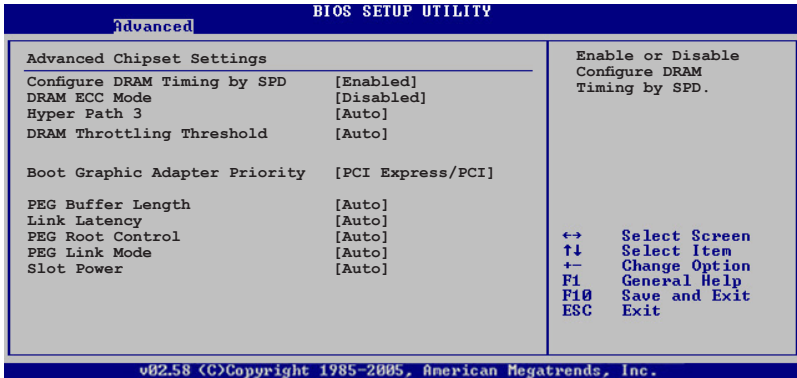 BIOS SETUP UTILITY
Advanced
Advanced Chipset Settings
Configure DRAM Timing by SPD [Enabled]
DRAM ECC Mode [Disabled]
Hyper Path 3 [Auto]
DRAM Throttling Threshold [Auto]
Boot Graphic Adapter Priority [PCI Express/PCI]
PEG Buffer Length [Auto]
Link Latency [Auto]
PEG Root Control [Auto]
PEG Link Mode [Auto]
Slot Power [Auto]
Enable or Disable
Configure DRAM
Timing by SPD.
←→ Select Screen
↑↓ Select Item
+- Change Option
F1 General Help
F10 Save and Exit
ESC Exit
v02.58 (C)Copyright 1985-2005, American Megatrends, Inc.